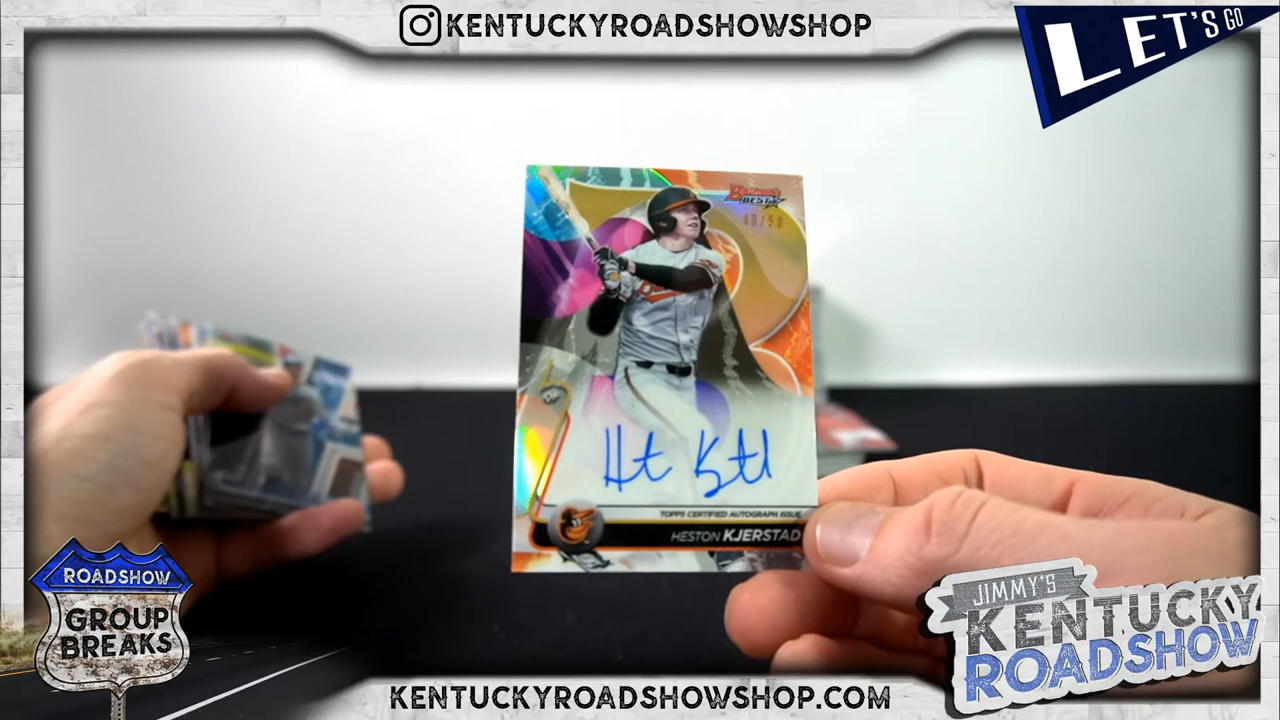 KENTUCKYROADSHOWSHOP
LET'S GO
BOWMAN'S
BEST
TOPPS CERTIFIED AUTOGRAPH ISSUE
HESTON KJERSTAD
ROADSHOW
GROUP
BREAKS
JIMMY'S
KENTUCKY
ROADSHOW
KENTUCKYROADSHOWSHOP.COM